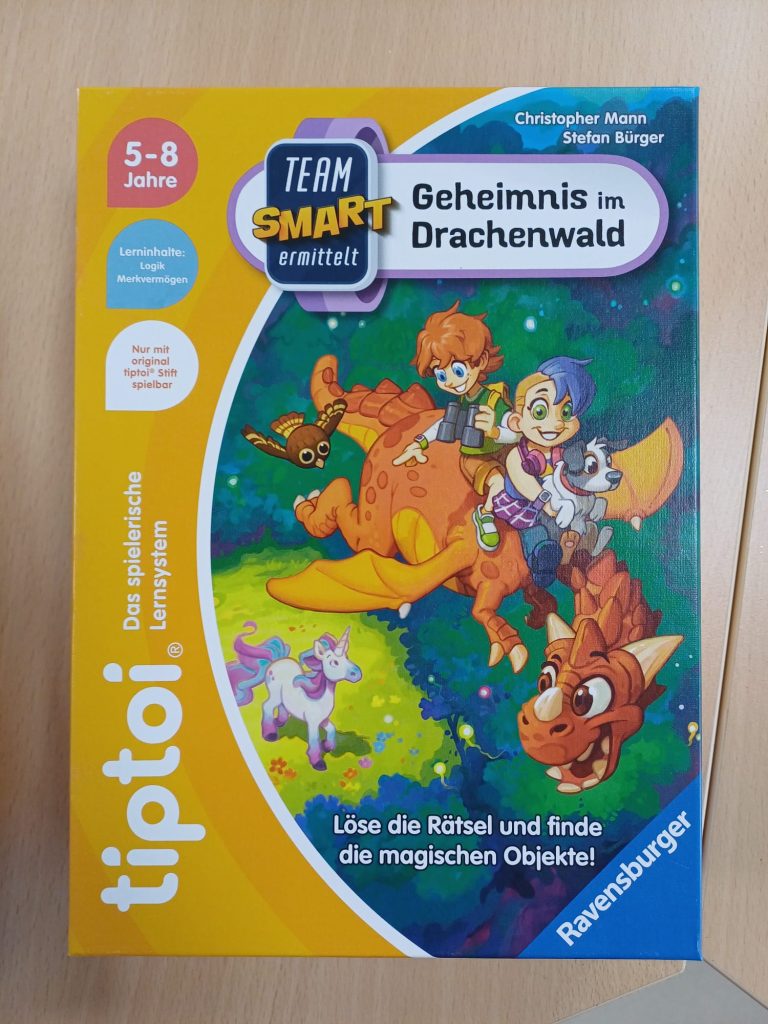 Christopher Mann
Stefan Bürger
5-8
Jahre
TEAM
SMART
ermittelt
Geheimnis im
Drachenwald
Lerninhalte:
Logik
Merkvermögen
Nur mit
original
tiptoi® Stift
spielbar
Das spielerische
Lernsystem
tiptoi®
Löse die Rätsel und finde
die magischen Objekte!
Ravensburger